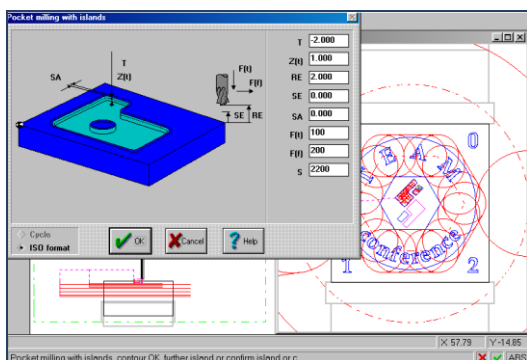 Pocket milling with islands
T
Z(t)
SA
F(t)
F(f)
SE
RE
T -2.000
Z(t) 1.000
RE 2.000
SE 0.000
SA 0.000
F(t) 100
F(f) 200
S 2200
Cycle
ISO format
OK
Cancel
? Help
0
TEAM
conference
1
2
X 57.79
Y -14.85
Pocket milling with islands, contour OK, further island or confirm island or c
ABS